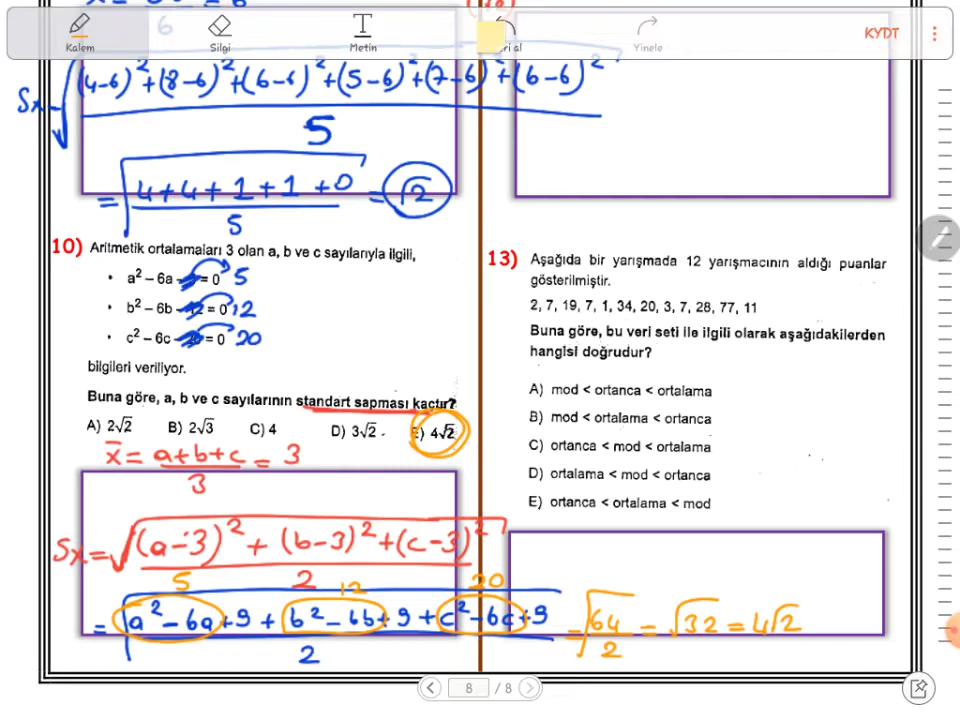 6
Kalem
Silgi
Metin
Yinele
KYDT
Sx = √(4-6)² + (8-6)² + (6-6)² + (5-6)² + (7-6)² + (6-6)²
5
= √4+4+1+1+0 = √2
5
10) Aritmetik ortalamaları 3 olan a, b ve c sayılarıyla ilgili,
• a² – 6a = 0 5
• b² – 6b = 0 12
• c² – 6c = 0 20
bilgileri veriliyor.
Buna göre, a, b ve c sayılarının standart sapması kaçtır?
A) 2√2 B) 2√3 C) 4 D) 3√2 E) 4√2
x̄ = a+b+c = 3
3
Sx = √(a-3)² + (b-3)² + (c-3)²
2
5 12 20
= √a² - 6a + 9 + b² - 6b + 9 + c² - 6c + 9 = √64 = √32 = 4√2
2 2
13) Aşağıda bir yarışmada 12 yarışmacının aldığı puanlar
gösterilmiştir.
2, 7, 19, 7, 1, 34, 20, 3, 7, 28, 77, 11
Buna göre, bu veri seti ile ilgili olarak aşağıdakilerden
hangisi doğrudur?
A) mod < ortanca < ortalama
B) mod < ortalama < ortanca
C) ortanca < mod < ortalama
D) ortalama < mod < ortanca
E) ortanca < ortalama < mod
8 / 8